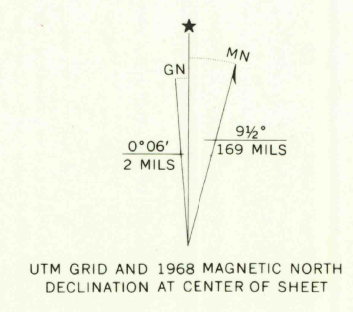 MN
GN
0°06'
2 MILS
9½°
169 MILS
UTM GRID AND 1968 MAGNETIC NORTH
DECLINATION AT CENTER OF SHEET